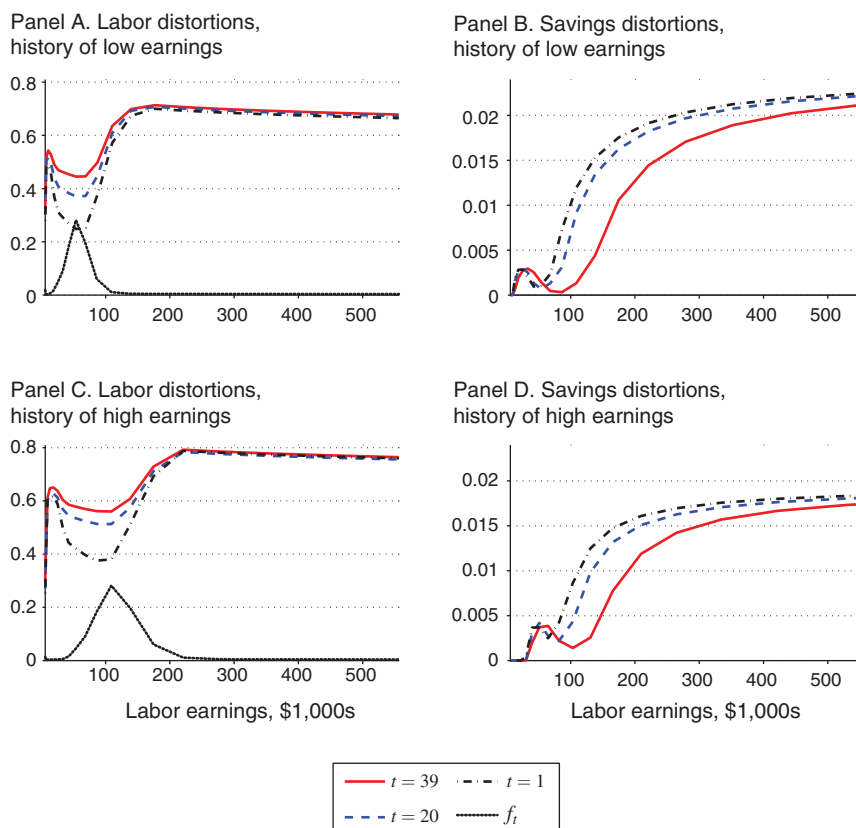 Panel A. Labor distortions,
history of low earnings
0.8
0.6
0.4
0.2
0
100 200 300 400 500
Panel B. Savings distortions,
history of low earnings
0.02
0.015
0.01
0.005
0
100 200 300 400 500
Panel C. Labor distortions,
history of high earnings
0.8
0.6
0.4
0.2
0
100 200 300 400 500
Labor earnings, $1,000s
Panel D. Savings distortions,
history of high earnings
0.02
0.015
0.01
0.005
0
100 200 300 400 500
Labor earnings, $1,000s
t = 39 t = 1
t = 20 f_t